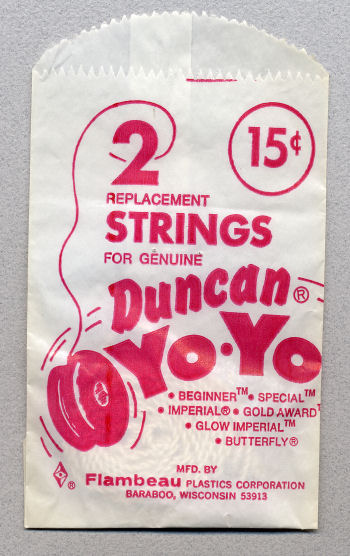 2
15¢
REPLACEMENT
STRINGS
FOR GENUINE
Duncan®
Yo-Yo
• BEGINNER™ • SPECIAL™
• IMPERIAL® • GOLD AWARD™
• GLOW IMPERIAL™
• BUTTERFLY®
MFD. BY
® Flambeau PLASTICS CORPORATION
BARABOO, WISCONSIN 53913